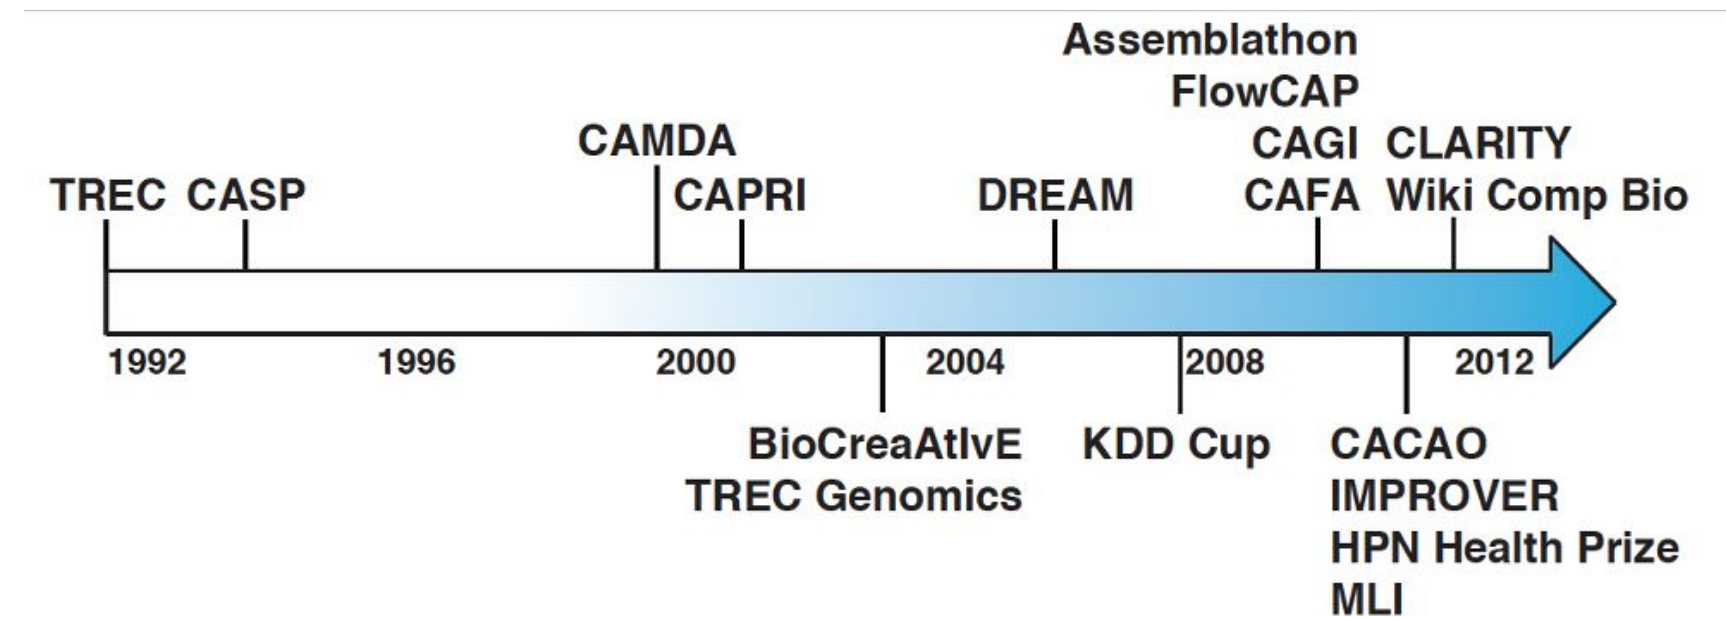 Assemblathon
FlowCAP
CAMDA
CAGI CLARITY
TREC CASP
CAPRI
DREAM
CAFA Wiki Comp Bio
1992 1996 2000 2004 2008 2012
BioCreaAtIvE
TREC Genomics
KDD Cup
CACAO
IMPROVER
HPN Health Prize
MLI